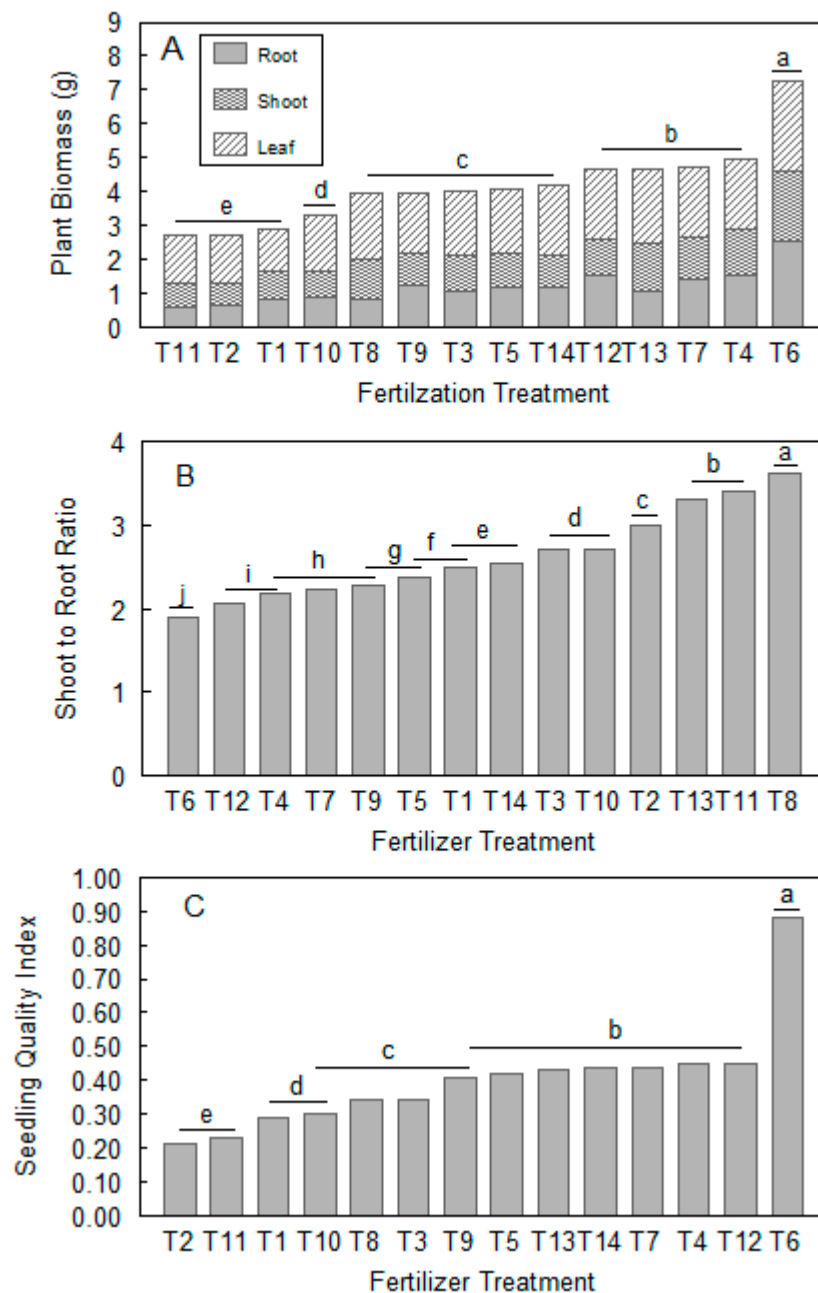 A
Plant Biomass (g)
9
8
7
6
5
4
3
2
1
0
Root
Shoot
Leaf
e
d
c
b
a
T11 T2 T1 T10 T8 T9 T3 T5 T14 T12 T13 T7 T4 T6
Fertilzation Treatment
B
Shoot to Root Ratio
4
3
2
1
0
j
i
h
g
f
e
d
c
b
a
T6 T12 T4 T7 T9 T5 T1 T14 T3 T10 T2 T13 T11 T8
Fertilizer Treatment
C
Seedling Quality Index
1.00
0.90
0.80
0.70
0.60
0.50
0.40
0.30
0.20
0.10
0.00
e
d
c
b
a
T2 T11 T1 T10 T8 T3 T9 T5 T13 T14 T7 T4 T12 T6
Fertilizer Treatment